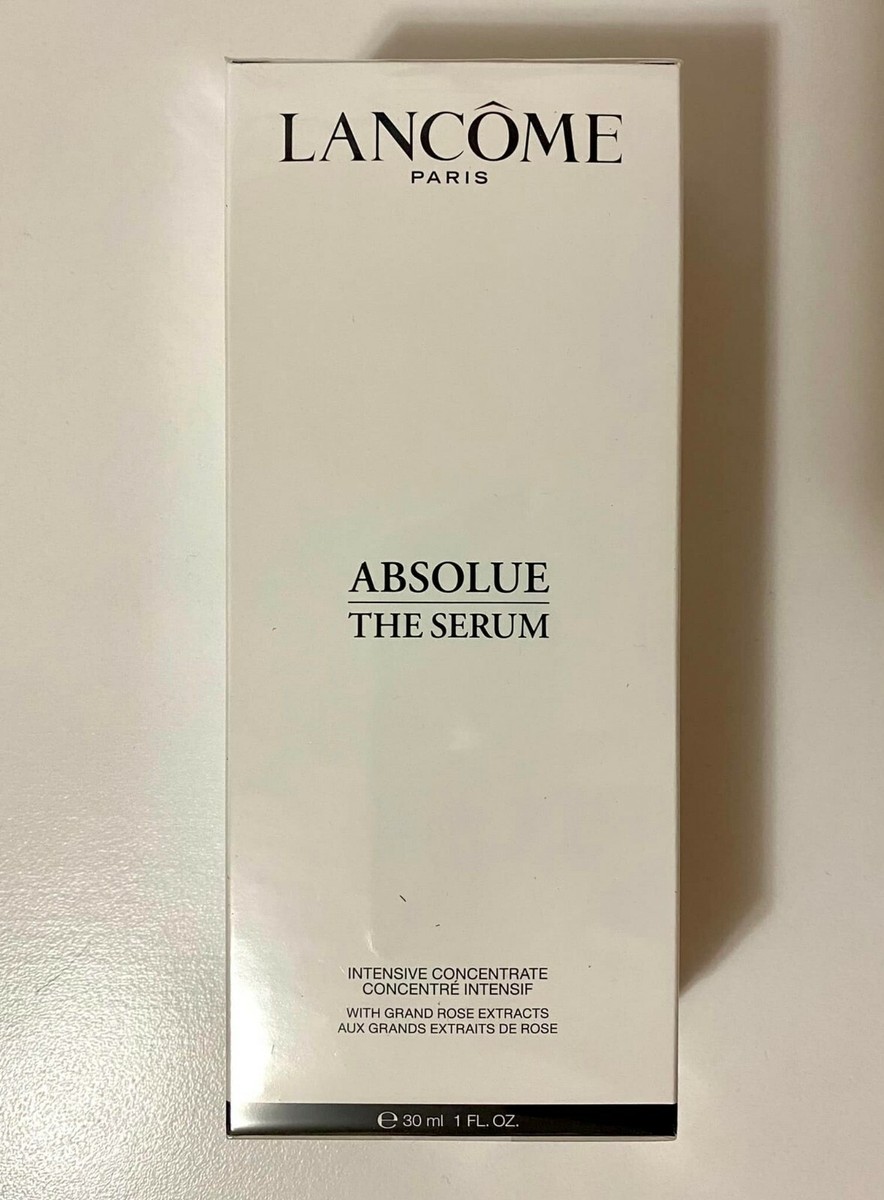 LANCÔME
PARIS
ABSOLUE
THE SERUM
INTENSIVE CONCENTRATE
CONCENTRÉ INTENSIF
WITH GRAND ROSE EXTRACTS
AUX GRANDS EXTRAITS DE ROSE
℮ 30 ml 1 FL. OZ.